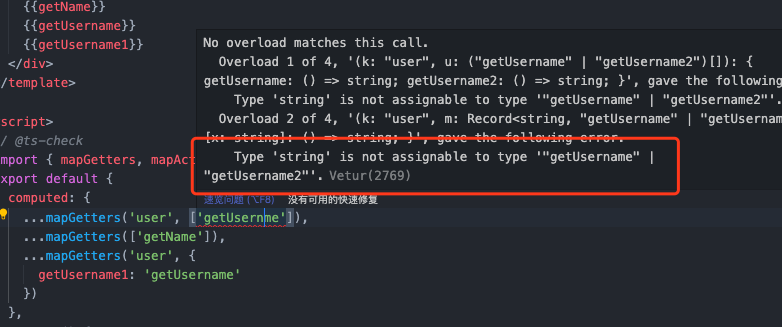 {{getName}}
{{getUsername}}
{{getUsername1}}
</div>
/template>
script>
/ @ts-check
mport { mapGetters, mapAct
xport default {
computed: {
...mapGetters('user', ['getUsernme']),
...mapGetters(['getName']),
...mapGetters('user', {
getUsername1: 'getUsername'
})
},
No overload matches this call.
Overload 1 of 4, '(k: "user", u: ("getUsername" | "getUsername2")[]): {
getUsername: () => string; getUsername2: () => string; }', gave the following
Type 'string' is not assignable to type '"getUsername" | "getUsername2"'.
Overload 2 of 4, '(k: "user", m: Record<string, "getUsername" | "getUserna
[x: string]: () => string; }', gave the following error.
Type 'string' is not assignable to type '"getUsername" |
"getUsername2"'. Vetur(2769)
速览问题 (⌥F8) 没有可用的快速修复